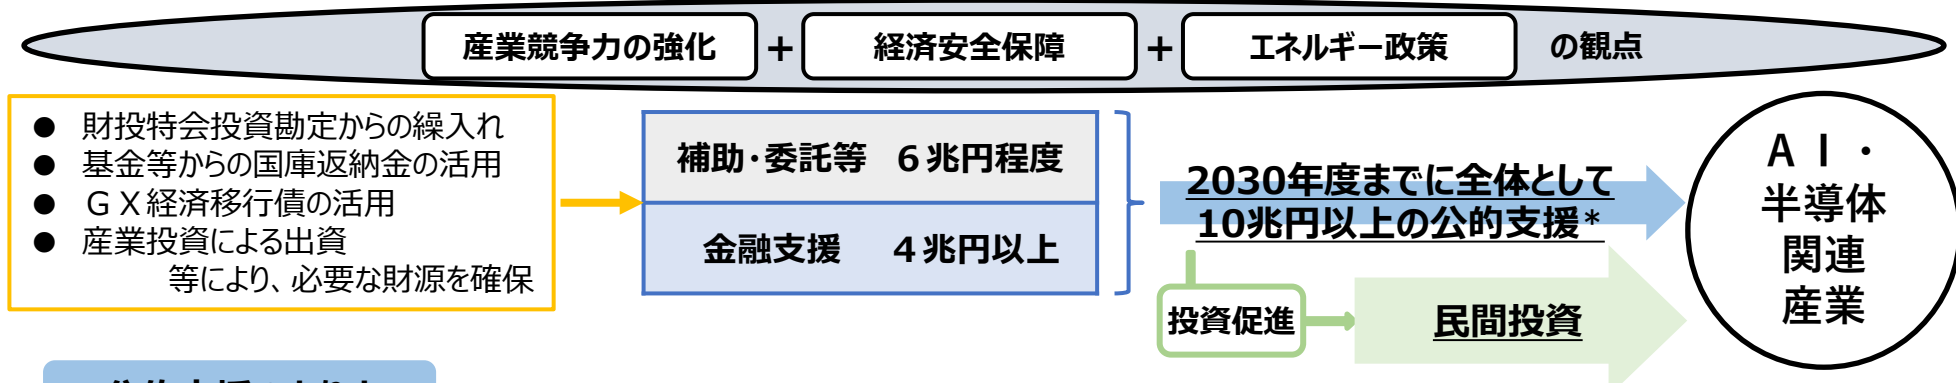 産業競争力の強化 + 経済安全保障 + エネルギー政策 の観点
● 財投特会投資勘定からの繰入れ
● 基金等からの国庫返納金の活用
● ＧＸ経済移行債の活用
● 産業投資による出資
等により、必要な財源を確保
補助・委託等 ６兆円程度
金融支援 ４兆円以上
2030年度までに全体として
10兆円以上の公的支援*
投資促進
民間投資
ＡＩ・
半導体
関連
産業